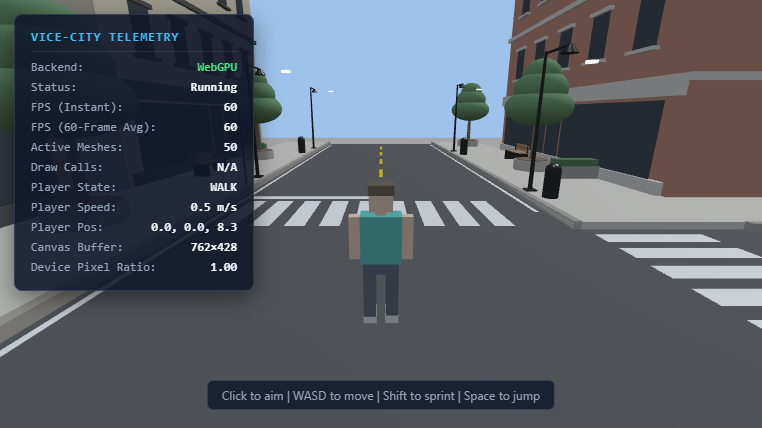 VICE-CITY TELEMETRY
Backend: WebGPU
Status: Running
FPS (Instant): 60
FPS (60-Frame Avg): 60
Active Meshes: 50
Draw Calls: N/A
Player State: WALK
Player Speed: 0.5 m/s
Player Pos: 0.0, 0.0, 8.3
Canvas Buffer: 762×428
Device Pixel Ratio: 1.00
Click to aim | WASD to move | Shift to sprint | Space to jump